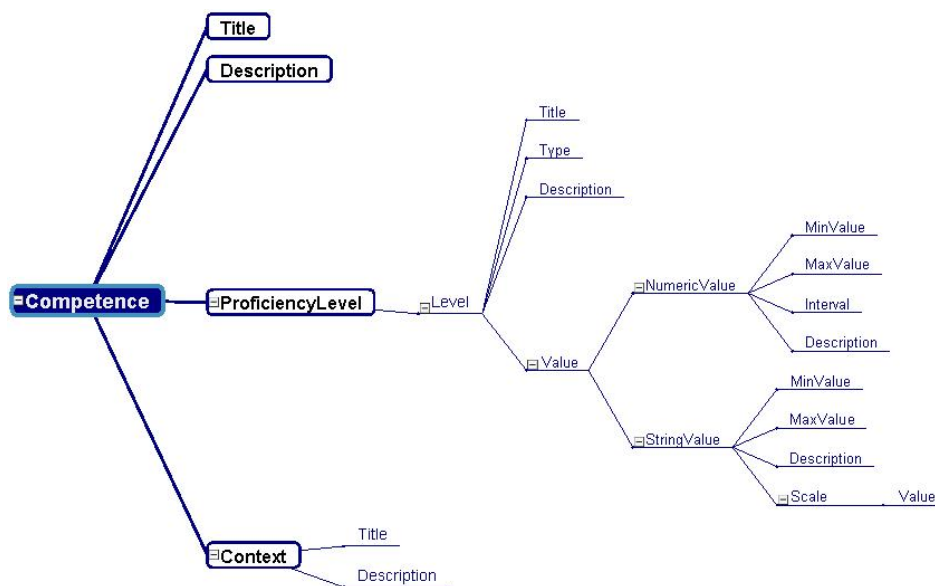 Title
Description
Competence
ProficiencyLevel
Level
Title
Type
Description
Value
NumericValue
MinValue
MaxValue
Interval
Description
StringValue
MinValue
MaxValue
Description
Scale
Value
Context
Title
Description